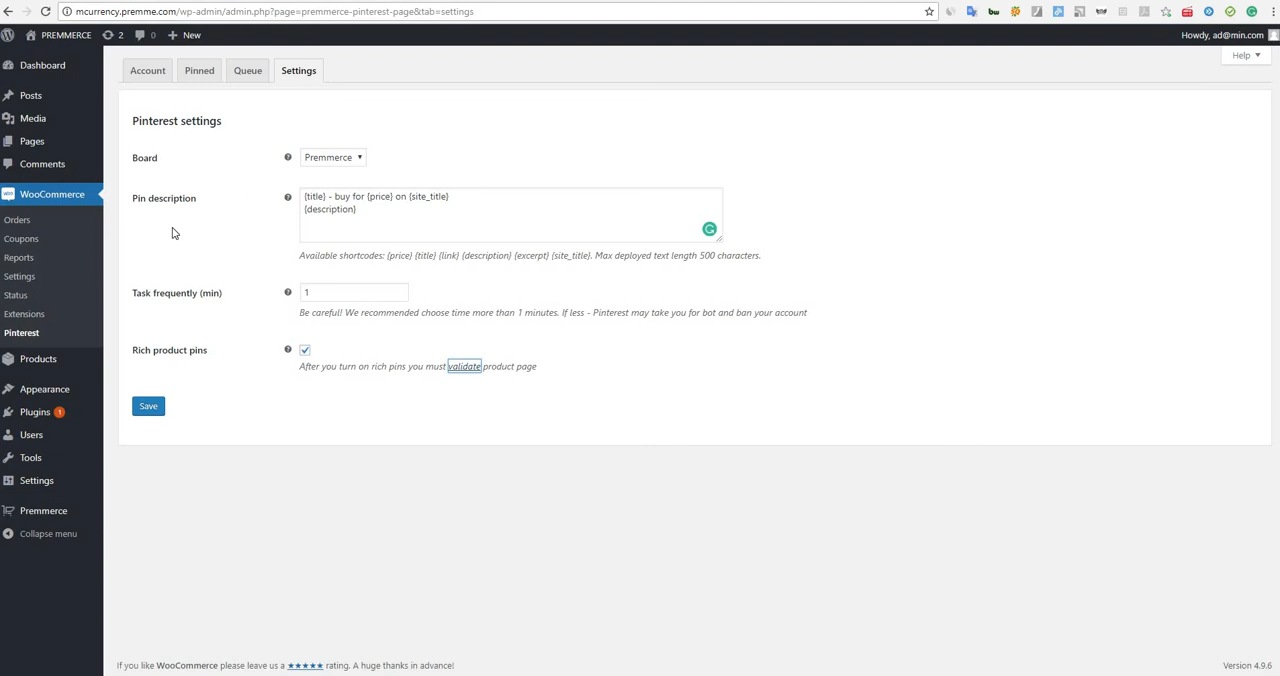 mcurrency.premme.com/wp-admin/admin.php?page=premmerce-pinterest-page&tab=settings
PREMMERCE 2 0 New
Howdy, ad@min.com
Help
Dashboard
Posts
Media
Pages
Comments
WooCommerce
Orders
Coupons
Reports
Settings
Status
Extensions
Pinterest
Products
Appearance
Plugins 1
Users
Tools
Settings
Premmerce
Collapse menu
Account Pinned Queue Settings
Pinterest settings
Board
Premmerce
Pin description
{title} - buy for {price} on {site_title}
{description}
Available shortcodes: {price} {title} {link} {description} {excerpt} {site_title}. Max deployed text length 500 characters.
Task frequently (min)
1
Be careful! We recommended choose time more than 1 minutes. If less - Pinterest may take you for bot and ban your account
Rich product pins
After you turn on rich pins you must validate product page
Save
If you like WooCommerce please leave us a ★★★★★ rating. A huge thanks in advance!
Version 4.9.6